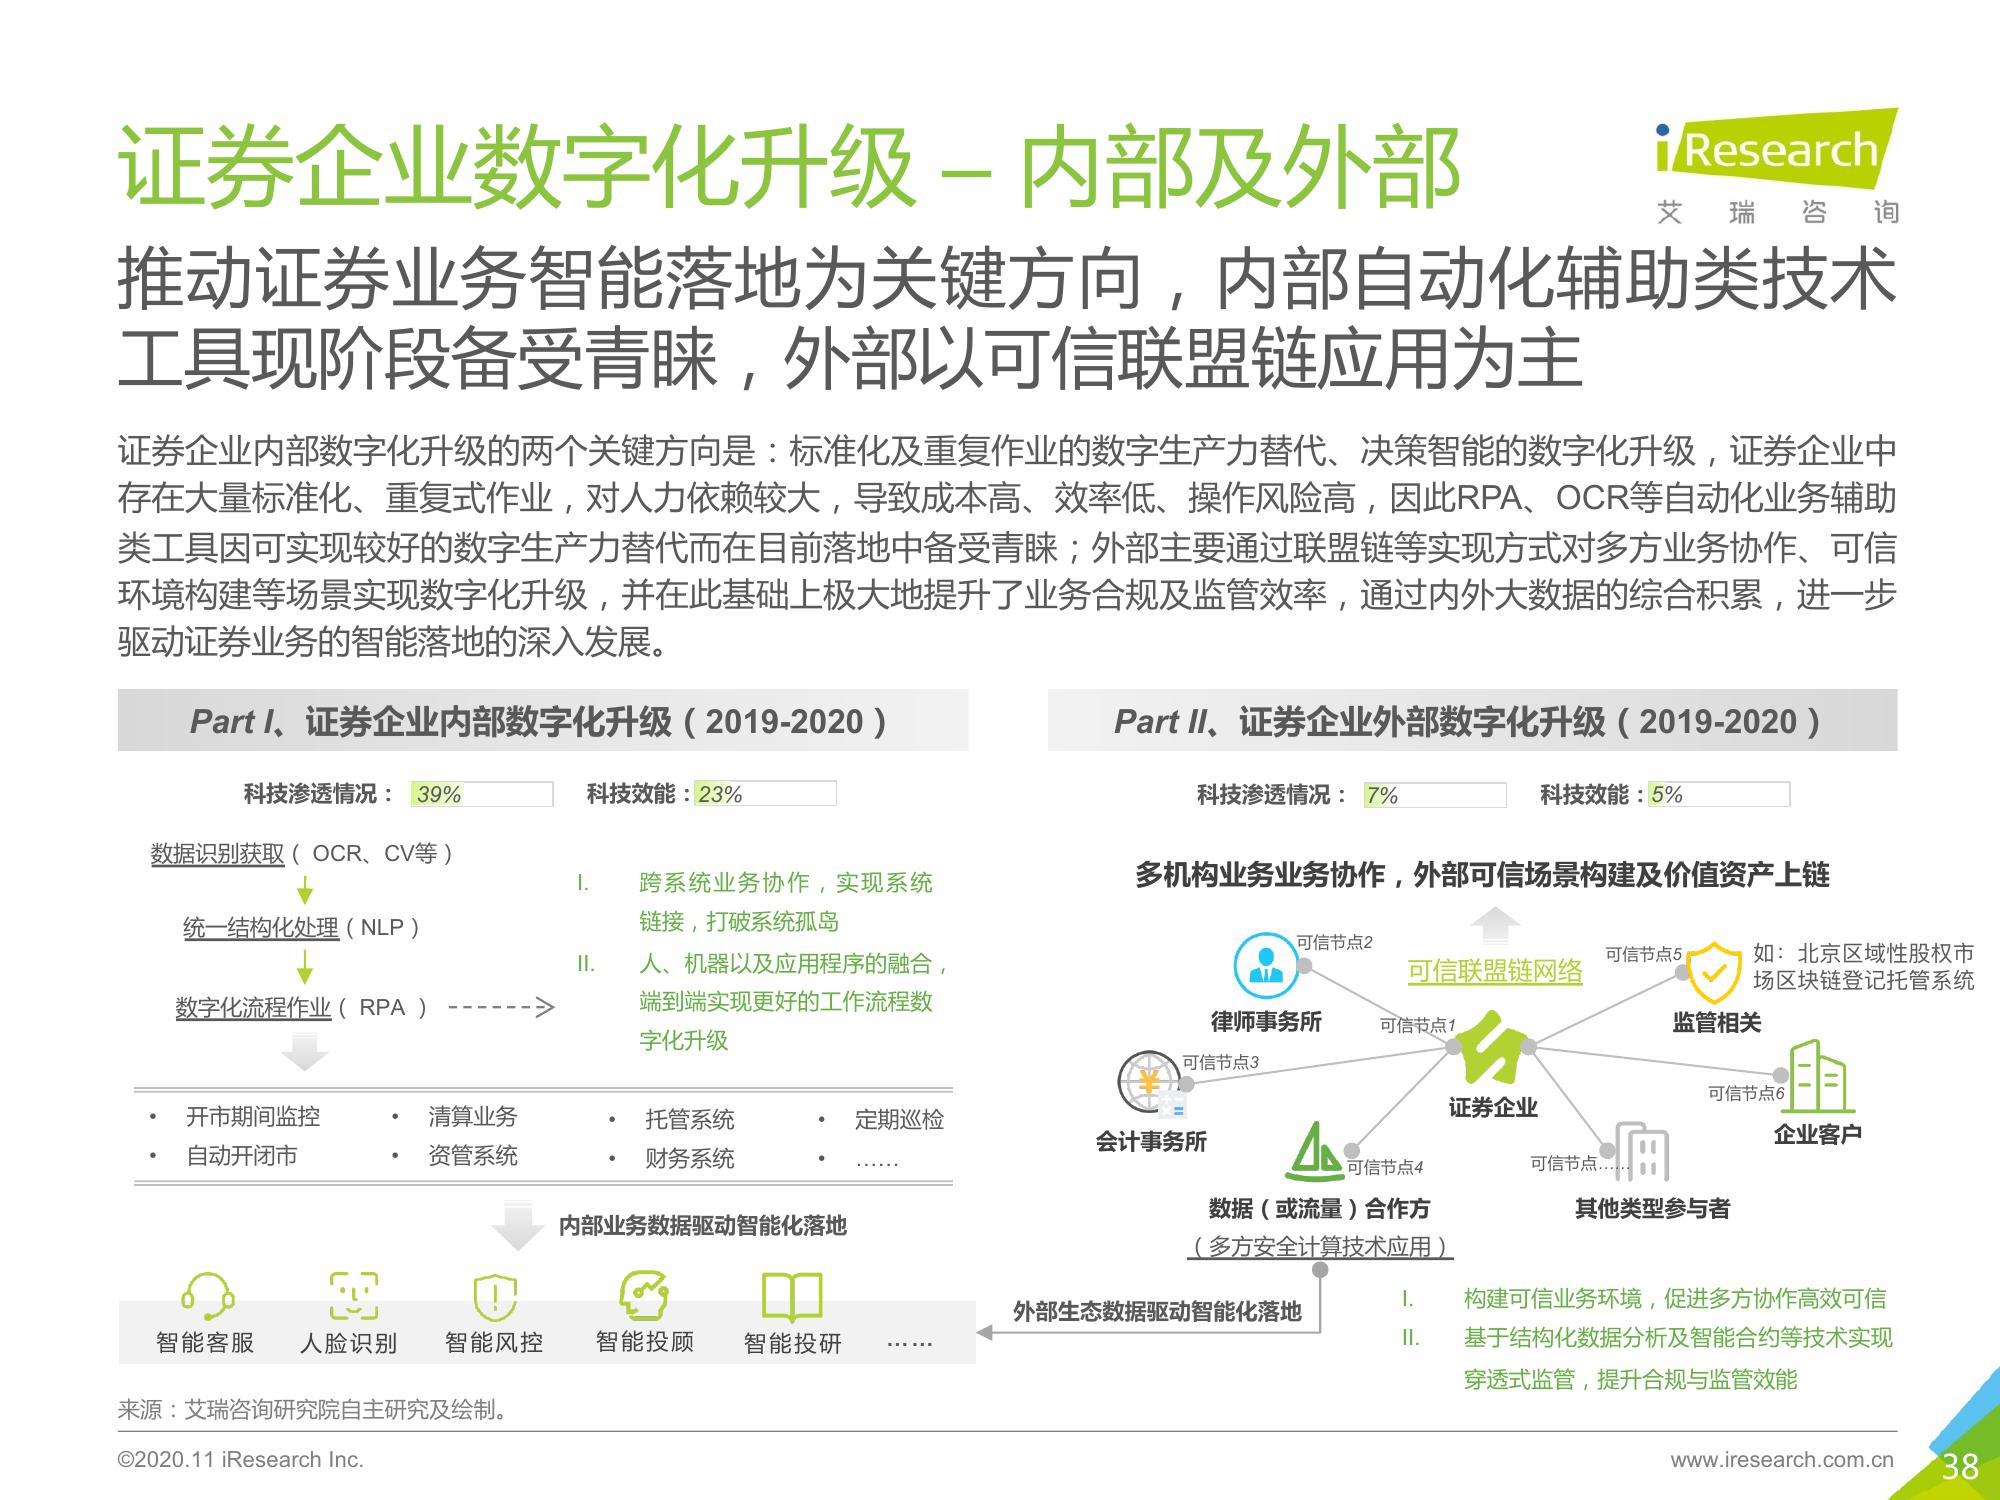 证券企业数字化升级 – 内部及外部
iResearch
艾瑞咨询
推动证券业务智能落地为关键方向，内部自动化辅助类技术
工具现阶段备受青睐，外部以可信联盟链应用为主
证券企业内部数字化升级的两个关键方向是：标准化及重复作业的数字生产力替代、决策智能的数字化升级，证券企业中
存在大量标准化、重复式作业，对人力依赖较大，导致成本高、效率低、操作风险高，因此RPA、OCR等自动化业务辅助
类工具因可实现较好的数字生产力替代而在目前落地中备受青睐；外部主要通过联盟链等实现方式对多方业务协作、可信
环境构建等场景实现数字化升级，并在此基础上极大地提升了业务合规及监管效率，通过内外大数据的综合积累，进一步
驱动证券业务的智能落地的深入发展。
Part I、证券企业内部数字化升级（2019-2020）
科技渗透情况： 39% 科技效能：23%
数据识别获取（ OCR、CV等 ）
统一结构化处理（NLP ）
数字化流程作业（ RPA ）
I. 跨系统业务协作，实现系统
链接，打破系统孤岛
II. 人、机器以及应用程序的融合，
端到端实现更好的工作流程数
字化升级
• 开市期间监控 • 清算业务 • 托管系统 • 定期巡检
• 自动开闭市 • 资管系统 • 财务系统 • ……
内部业务数据驱动智能化落地
智能客服 人脸识别 智能风控 智能投顾 智能投研 ……
Part II、证券企业外部数字化升级（2019-2020）
科技渗透情况： 7% 科技效能：5%
多机构业务业务协作，外部可信场景构建及价值资产上链
可信联盟链网络
可信节点2
律师事务所
可信节点5
如：北京区域性股权市
场区块链登记托管系统
监管相关
可信节点1
证券企业
可信节点3
会计事务所
可信节点6
企业客户
可信节点4
数据（或流量）合作方
（多方安全计算技术应用）
可信节点……
其他类型参与者
外部生态数据驱动智能化落地
I. 构建可信业务环境，促进多方协作高效可信
II. 基于结构化数据分析及智能合约等技术实现
穿透式监管，提升合规与监管效能
来源：艾瑞咨询研究院自主研究及绘制。
©2020.11 iResearch Inc.
www.iresearch.com.cn
38